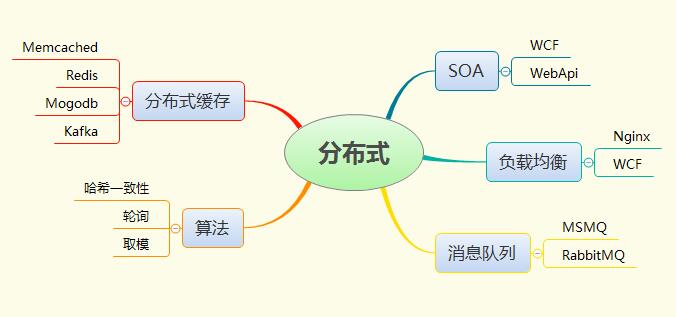 分布式
SOA
WCF
WebApi
负载均衡
Nginx
WCF
消息队列
MSMQ
RabbitMQ
分布式缓存
Memcached
Redis
Mogodb
Kafka
算法
哈希一致性
轮询
取模